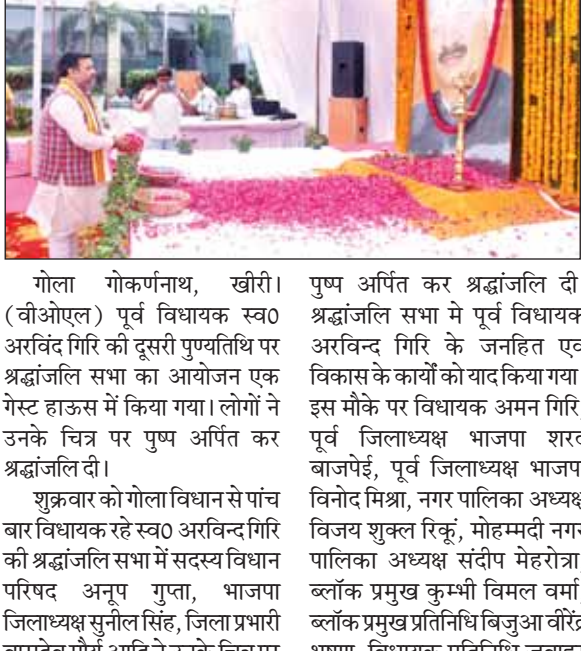 गोला गोकर्णनाथ, खीरी।
(वीओएल) पूर्व विधायक स्व0
अरविंद गिरि की दूसरी पुण्यतिथि पर
श्रद्धांजलि सभा का आयोजन एक
गेस्ट हाऊस में किया गया। लोगों ने
उनके चित्र पर पुष्प अर्पित कर
श्रद्धांजलि दी।
शुक्रवार को गोला विधान से पांच
बार विधायक रहे स्व0 अरविन्द गिरि
की श्रद्धांजलि सभा में सदस्य विधान
परिषद अनूप गुप्ता, भाजपा
जिलाध्यक्ष सुनील सिंह, जिला प्रभारी
पुष्प अर्पित कर श्रद्धांजलि दी
श्रद्धांजलि सभा मे पूर्व विधायक
अरविन्द गिरि के जनहित एवं
विकास के कार्यों को याद किया गया
इस मौके पर विधायक अमन गिरि,
पूर्व जिलाध्यक्ष भाजपा शरद
बाजपेई, पूर्व जिलाध्यक्ष भाजपा
विनोद मिश्रा, नगर पालिका अध्यक्ष
विजय शुक्ल रिकूं, मोहम्मदी नगर
पालिका अध्यक्ष संदीप मेहरोत्रा,
ब्लॉक प्रमुख कुम्भी विमल वर्मा,
ब्लॉक प्रमुख प्रतिनिधि बिजुआ वीरेंद्र